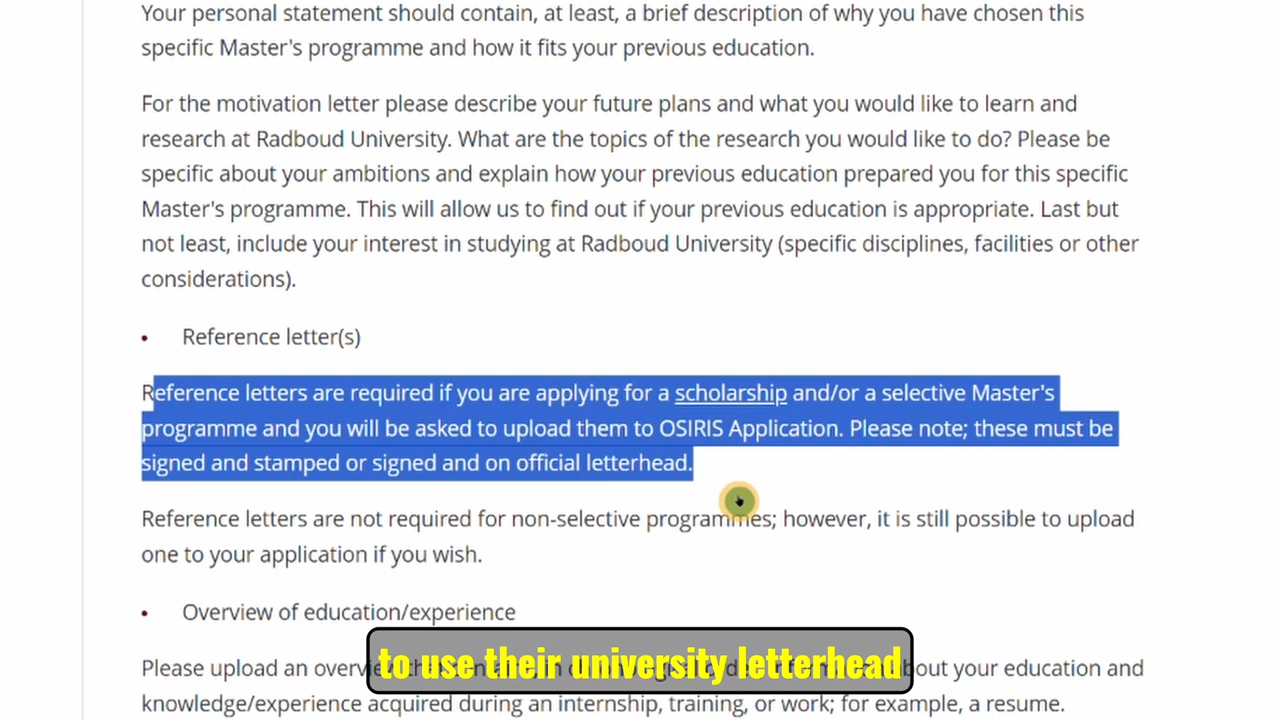 Your personal statement should contain, at least, a brief description of why you have chosen this
specific Master's programme and how it fits your previous education.
For the motivation letter please describe your future plans and what you would like to learn and
research at Radboud University. What are the topics of the research you would like to do? Please be
specific about your ambitions and explain how your previous education prepared you for this specific
Master's programme. This will allow us to find out if your previous education is appropriate. Last but
not least, include your interest in studying at Radboud University (specific disciplines, facilities or other
considerations).
• Reference letter(s)
Reference letters are required if you are applying for a scholarship and/or a selective Master's
programme and you will be asked to upload them to OSIRIS Application. Please note; these must be
signed and stamped or signed and on official letterhead.
Reference letters are not required for non-selective programmes; however, it is still possible to upload
one to your application if you wish.
• Overview of education/experience
to use their university letterhead
Please upload an overview about your education and
knowledge/experience acquired during an internship, training, or work; for example, a resume.